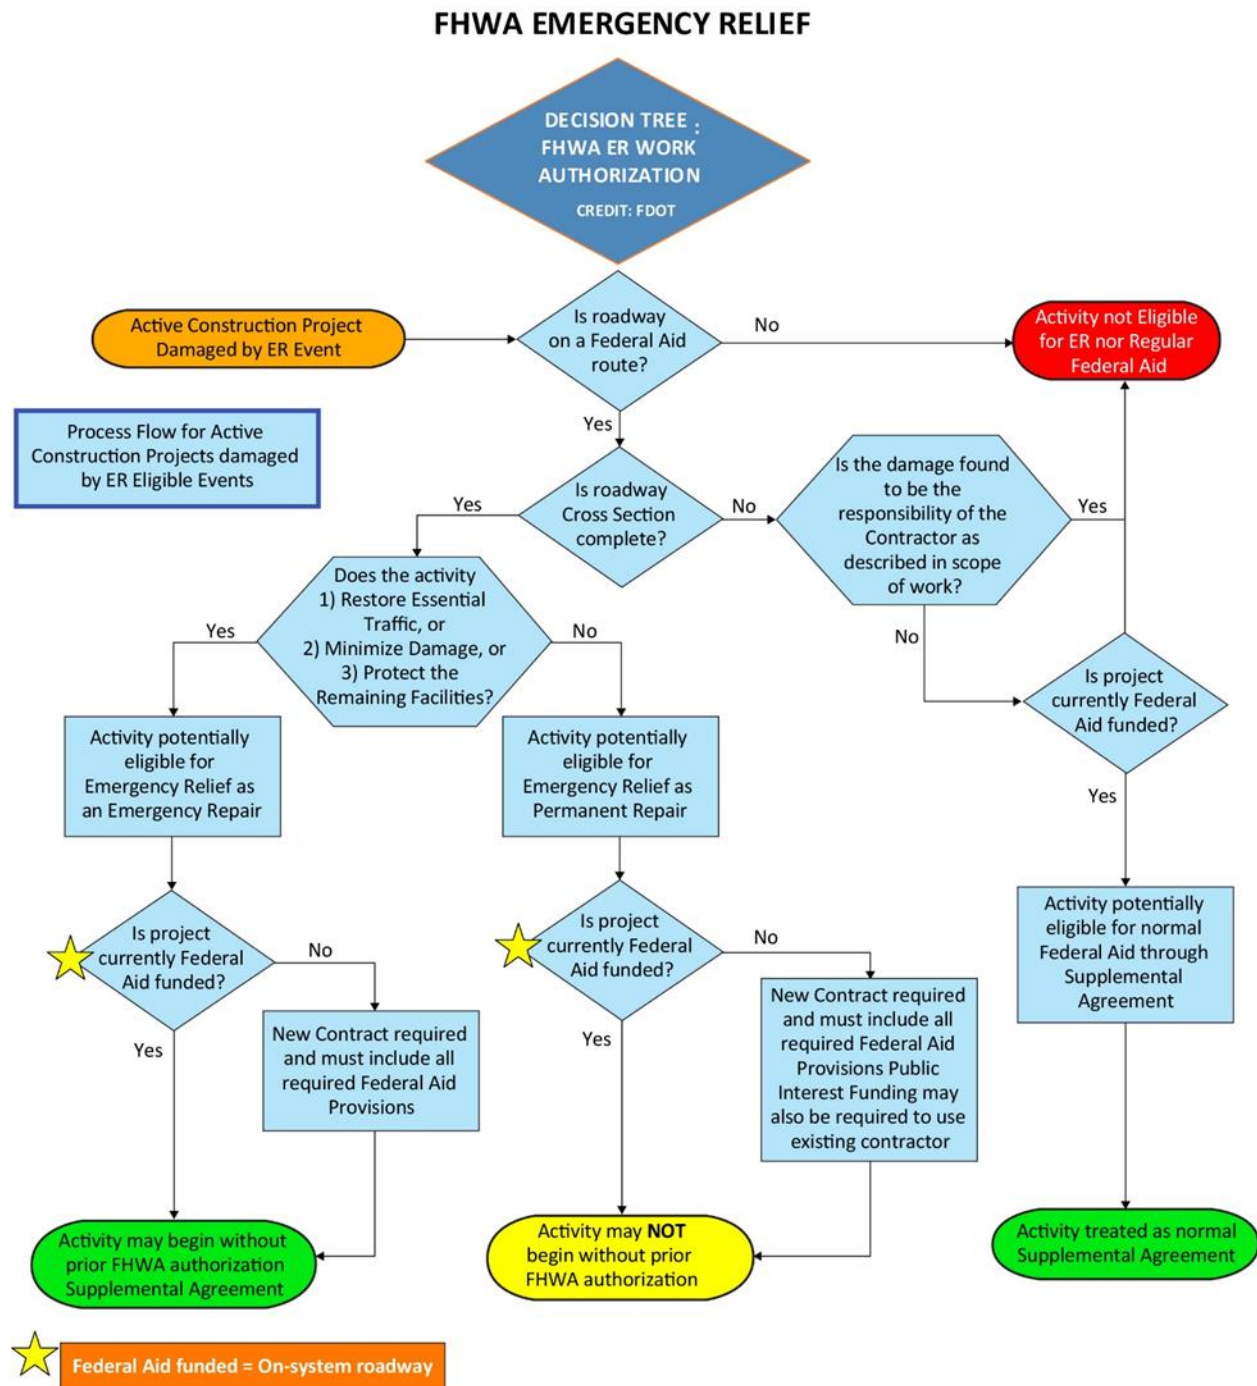 FHWA EMERGENCY RELIEF
DECISION TREE :
FHWA ER WORK
AUTHORIZATION
CREDIT: FDOT
Active Construction Project
Damaged by ER Event
Is roadway
on a Federal Aid
route?
No
Activity not Eligible
for ER nor Regular
Federal Aid
Process Flow for Active
Construction Projects damaged
by ER Eligible Events
Yes
Is roadway
Cross Section
complete?
Yes
No
Is the damage found
to be the
responsibility of the
Contractor as
described in scope
of work?
Yes
No
Does the activity
1) Restore Essential
Traffic, or
2) Minimize Damage, or
3) Protect the
Remaining Facilities?
Yes
No
Is project
currently Federal
Aid funded?
Yes
Activity potentially
eligible for
Emergency Relief as
an Emergency Repair
Activity potentially
eligible for
Emergency Relief as
Permanent Repair
Activity potentially
eligible for normal
Federal Aid through
Supplemental
Agreement
Is project
currently Federal
Aid funded?
No
Yes
New Contract required
and must include all
required Federal Aid
Provisions
Is project
currently Federal
Aid funded?
No
Yes
New Contract required
and must include all
required Federal Aid
Provisions Public
Interest Funding may
also be required to use
existing contractor
Activity may begin without
prior FHWA authorization
Supplemental Agreement
Activity may NOT
begin without prior
FHWA authorization
Activity treated as normal
Supplemental Agreement
Federal Aid funded = On-system roadway